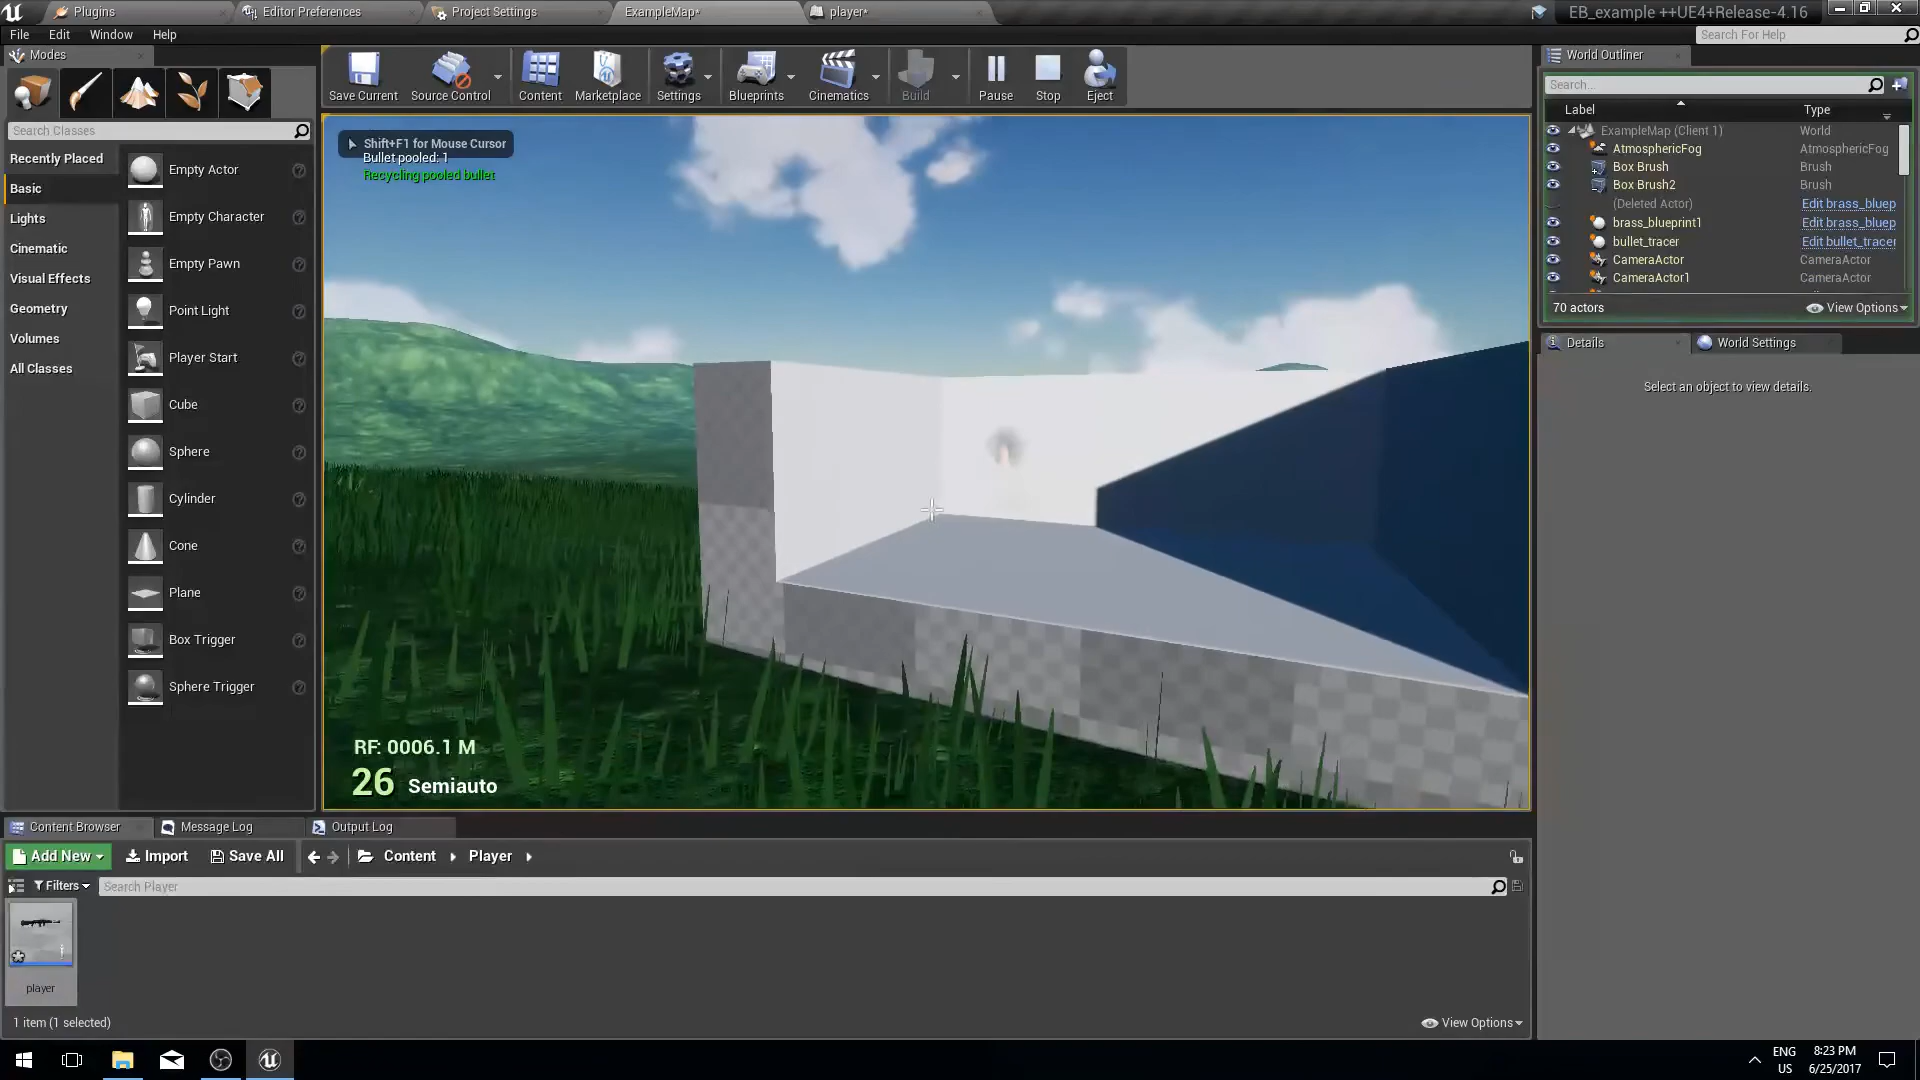 Plugins
Editor Preferences
Project Settings
ExampleMap*
player*
EB_example ++UE4+Release-4.16
File Edit Window Help
Search For Help
Modes
Save Current
Source Control
Content
Marketplace
Settings
Blueprints
Cinematics
Build
Pause
Stop
Eject
World Outliner
Search...
Label Type
ExampleMap (Client 1) World
AtmosphericFog AtmosphericFog
Box Brush Brush
Box Brush2 Brush
(Deleted Actor) Edit brass_bluep
brass_blueprint1 Edit brass_bluep
bullet_tracer Edit bullet_tracer
CameraActor CameraActor
CameraActor1 CameraActor
70 actors
View Options
Details
World Settings
Select an object to view details.
Search Classes
Recently Placed
Basic
Lights
Cinematic
Visual Effects
Geometry
Volumes
All Classes
Empty Actor
Empty Character
Empty Pawn
Point Light
Player Start
Cube
Sphere
Cylinder
Cone
Plane
Box Trigger
Sphere Trigger
Shift+F1 for Mouse Cursor
Bullet pooled: 1
Recycling pooled bullet
RF: 0006.1 M
26 Semiauto
Content Browser
Message Log
Output Log
Add New
Import
Save All
Content
Player
Filters
Search Player
player
1 item (1 selected)
View Options
ENG
US
8:23 PM
6/25/2017